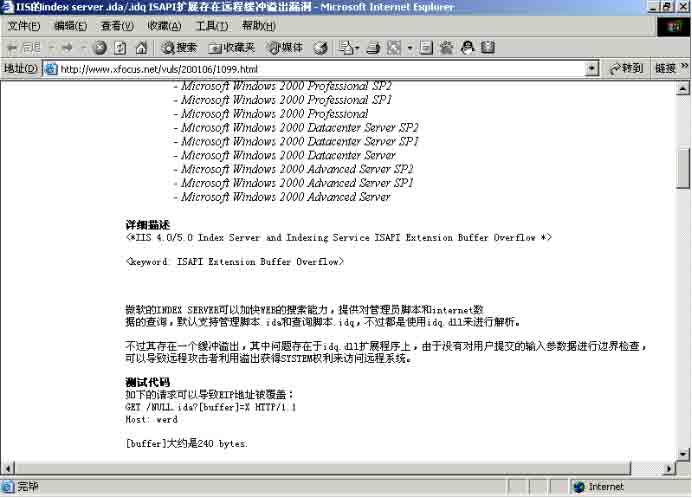 IIS的index server .ida/.idq ISAPI扩展存在远程缓冲溢出漏洞 - Microsoft Internet Explorer
文件(F) 编辑(E) 查看(V) 收藏(A) 工具(T) 帮助(H)
后退 搜索 收藏夹 媒体
地址(D) http://www.xfocus.net/vuls/200106/1099.html 转到 链接 »
- Microsoft Windows 2000 Professional SP2
- Microsoft Windows 2000 Professional SP1
- Microsoft Windows 2000 Professional
- Microsoft Windows 2000 Datacenter Server SP2
- Microsoft Windows 2000 Datacenter Server SP1
- Microsoft Windows 2000 Datacenter Server
- Microsoft Windows 2000 Advanced Server SP2
- Microsoft Windows 2000 Advanced Server SP1
- Microsoft Windows 2000 Advanced Server
详细描述
<*IIS 4.0/5.0 Index Server and Indexing Service ISAPI Extension Buffer Overflow *>
<keyword: ISAPI Extension Buffer Overflow>
微软的INDEX SERVER可以加快WEB的搜索能力，提供对管理员脚本和internet数
据的查询，默认支持管理脚本.ida和查询脚本.idq，不过都是使用idq.dll来进行解析。
不过其存在一个缓冲溢出，其中问题存在于idq.dll扩展程序上，由于没有对用户提交的输入参数据进行边界检查，
可以导致远程攻击者利用溢出获得SYSTEM权利来访问远程系统。
测试代码
如下的请求可以导致EIP地址被覆盖：
GET /NULL.ida?[buffer]=X HTTP/1.1
Host: werd
[buffer]大约是240 bytes.
完毕 Internet